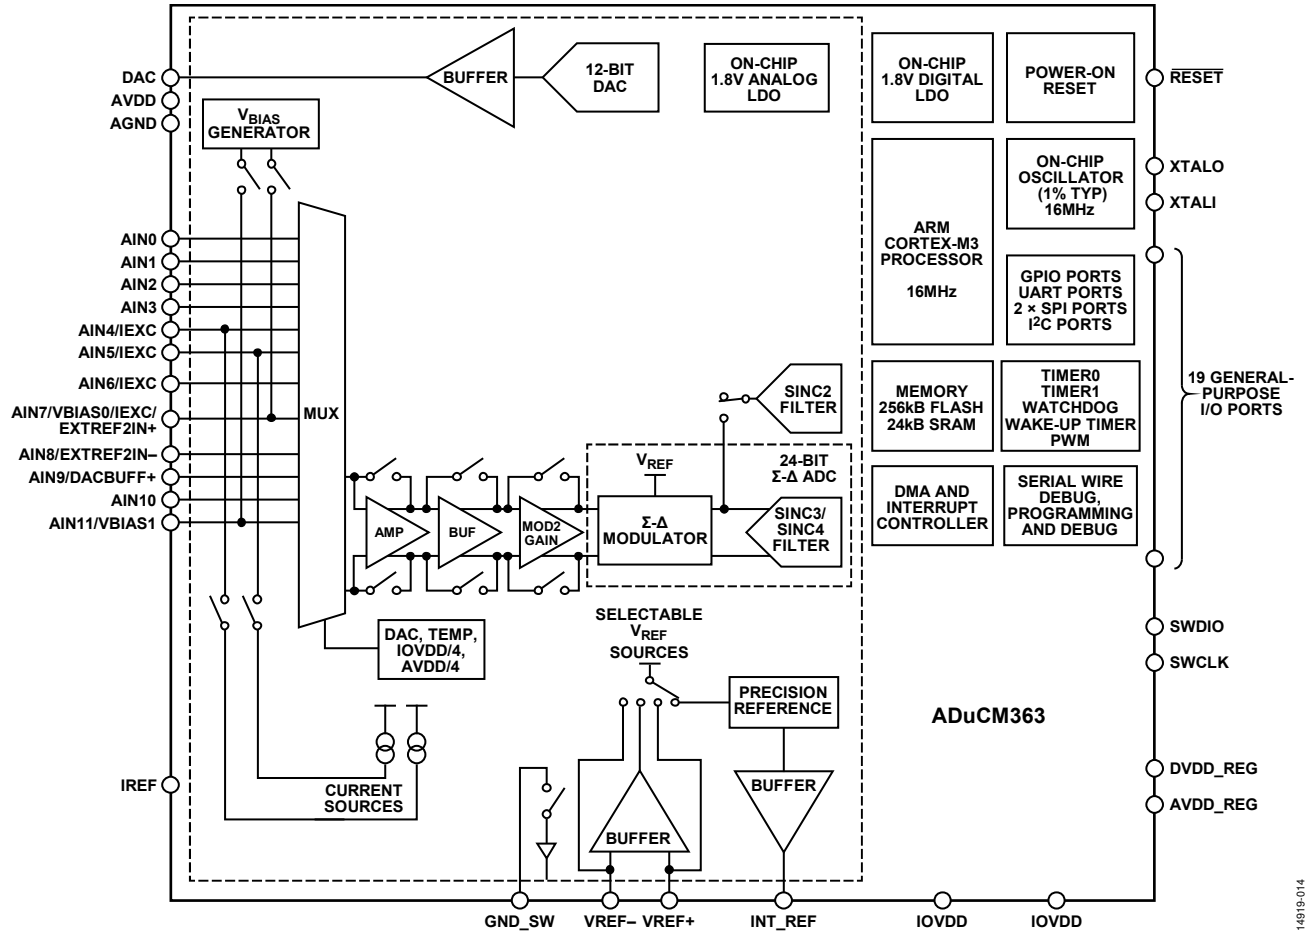 DAC
AVDD
AGND
VBIAS
GENERATOR
BUFFER
12-BIT
DAC
ON-CHIP
1.8V ANALOG
LDO
ON-CHIP
1.8V DIGITAL
LDO
POWER-ON
RESET
RESET
ARM
CORTEX-M3
PROCESSOR
16MHz
ON-CHIP
OSCILLATOR
(1% TYP)
16MHz
XTALO
XTALI
GPIO PORTS
UART PORTS
2 × SPI PORTS
I2C PORTS
AIN0
AIN1
AIN2
AIN3
AIN4/IEXC
AIN5/IEXC
AIN6/IEXC
AIN7/VBIAS0/IEXC/
EXTREF2IN+
AIN8/EXTREF2IN–
AIN9/DACBUFF+
AIN10
AIN11/VBIAS1
MUX
SINC2
FILTER
MEMORY
256kB FLASH
24kB SRAM
TIMER0
TIMER1
WATCHDOG
WAKE-UP TIMER
PWM
19 GENERAL-
PURPOSE
I/O PORTS
AMP
BUF
MOD2
GAIN
VREF
24-BIT
Σ-Δ ADC
Σ-Δ
MODULATOR
SINC3/
SINC4
FILTER
DMA AND
INTERRUPT
CONTROLLER
SERIAL WIRE
DEBUG,
PROGRAMMING
AND DEBUG
DAC, TEMP,
IOVDD/4,
AVDD/4
SELECTABLE
VREF
SOURCES
PRECISION
REFERENCE
SWDIO
SWCLK
ADuCM363
IREF
CURRENT
SOURCES
BUFFER
BUFFER
DVDD_REG
AVDD_REG
GND_SW
VREF–
VREF+
INT_REF
IOVDD
IOVDD
14919-014